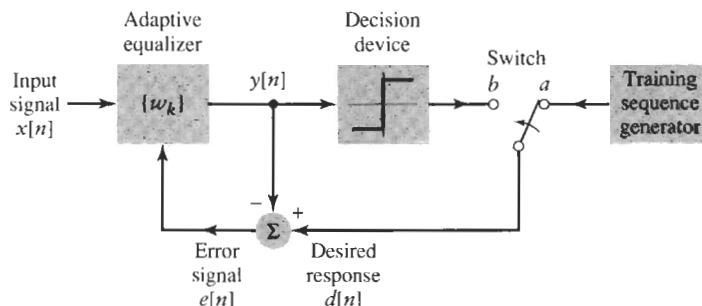 Adaptive
equalizer
Decision
device
Switch
Input
signal
x[n]
{w_k}
y[n]
b
a
Training
sequence
generator
−
+
Σ
Error
signal
e[n]
Desired
response
d[n]